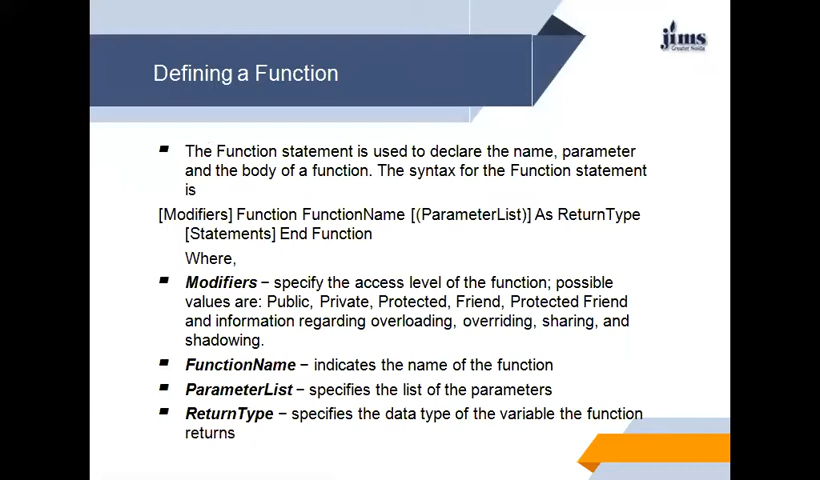 jims
Greater Noida
Defining a Function
The Function statement is used to declare the name, parameter
and the body of a function. The syntax for the Function statement
is
[Modifiers] Function FunctionName [(ParameterList)] As ReturnType
[Statements] End Function
Where,
Modifiers − specify the access level of the function; possible
values are: Public, Private, Protected, Friend, Protected Friend
and information regarding overloading, overriding, sharing, and
shadowing.
FunctionName − indicates the name of the function
ParameterList − specifies the list of the parameters
ReturnType − specifies the data type of the variable the function
returns